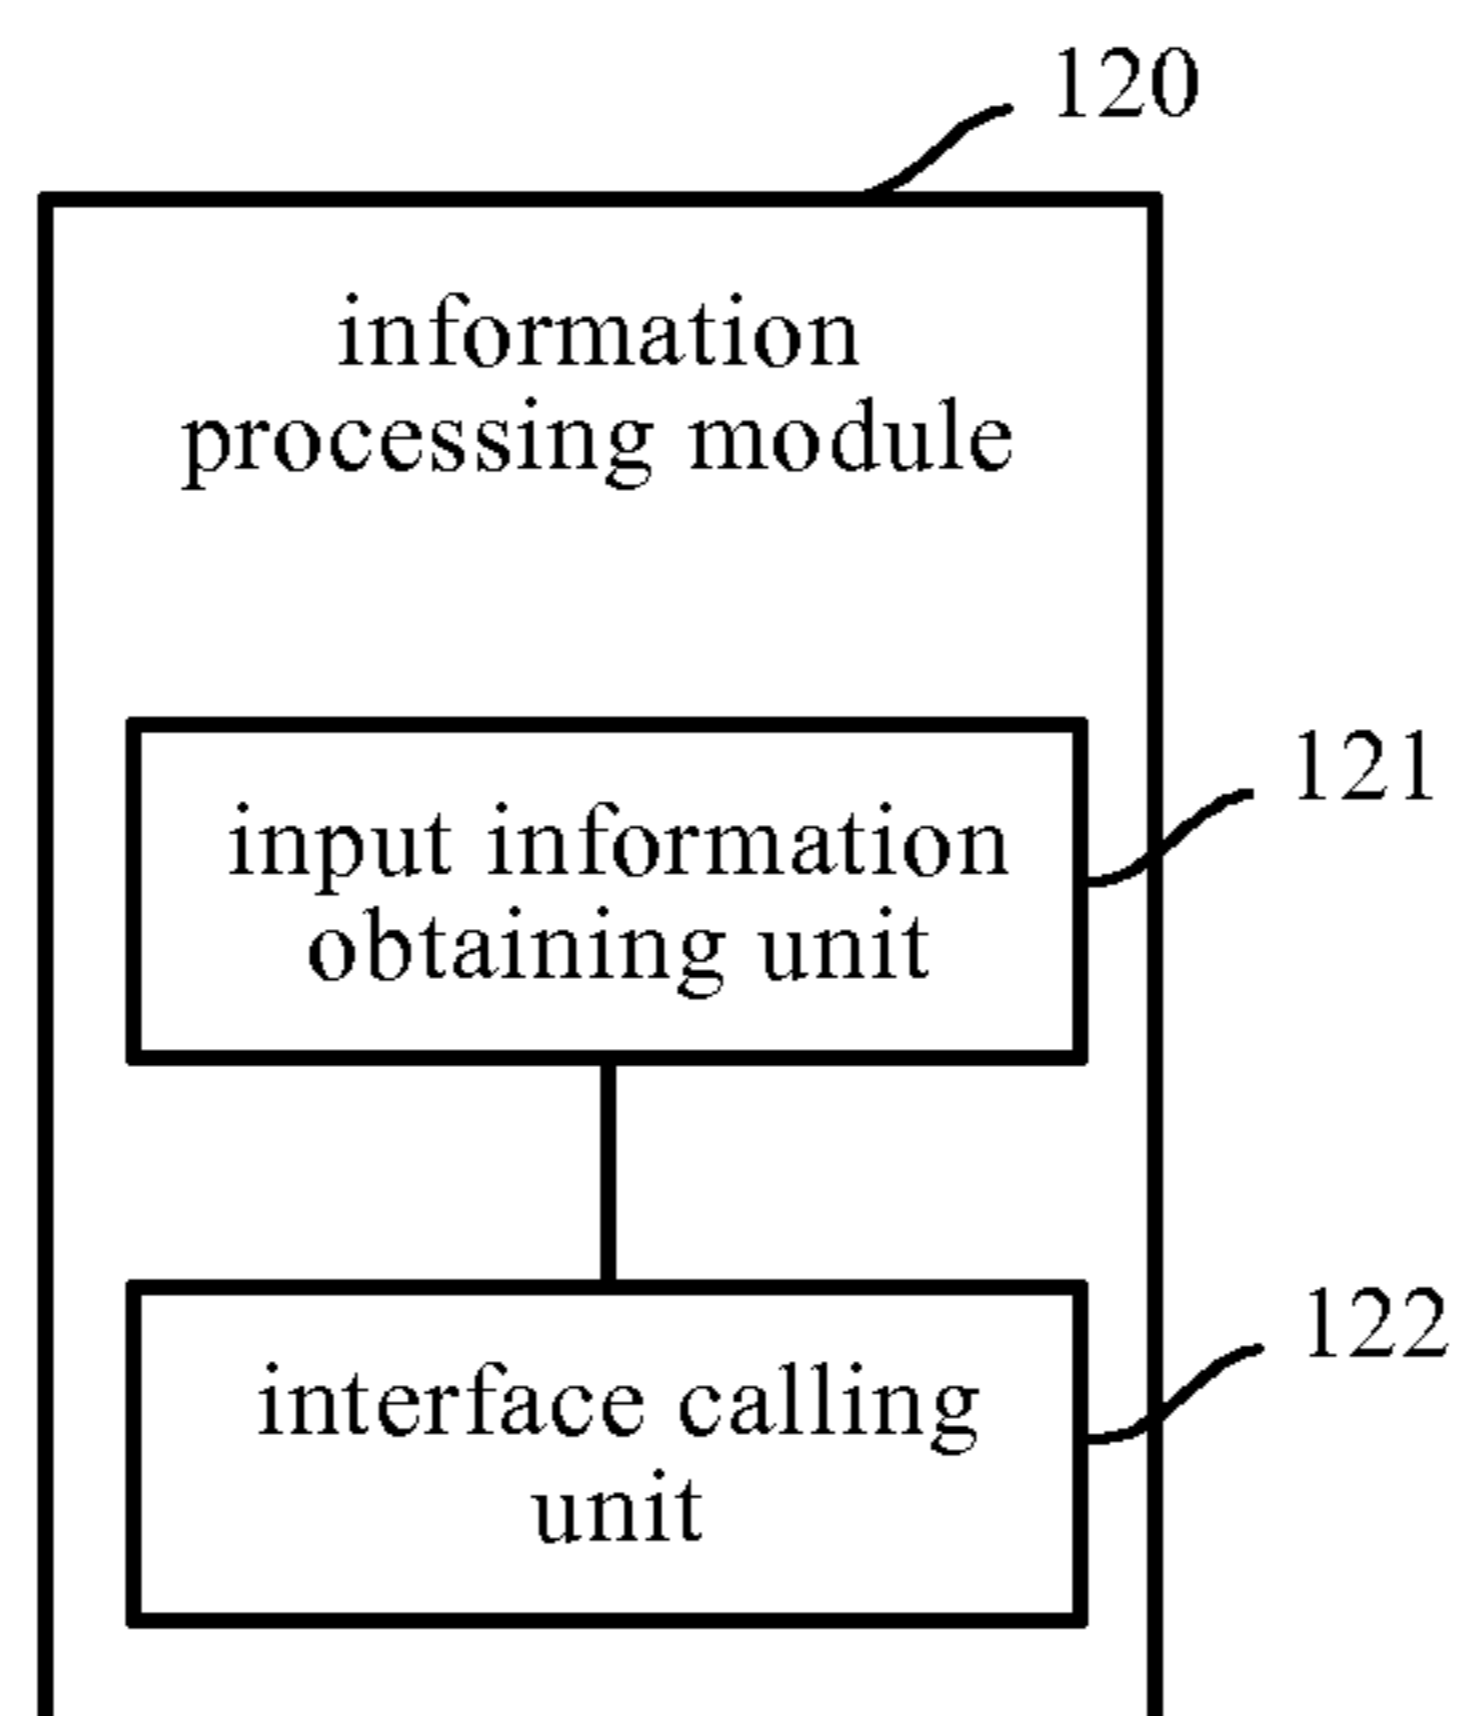 120
information
processing module
121
input information
obtaining unit
122
interface calling
unit